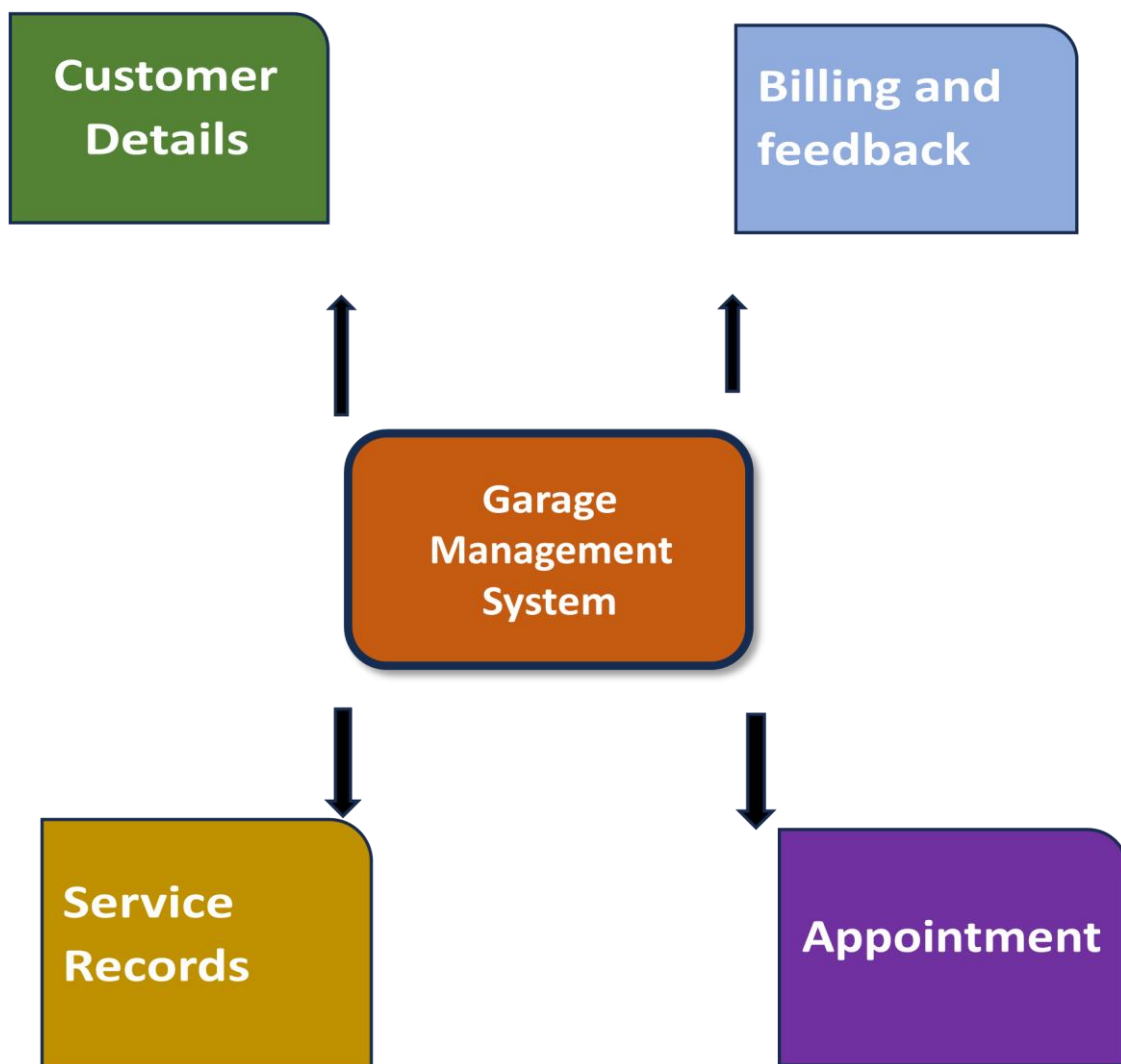 Customer
Details
Billing and
feedback
Garage
Management
System
Service
Records
Appointment